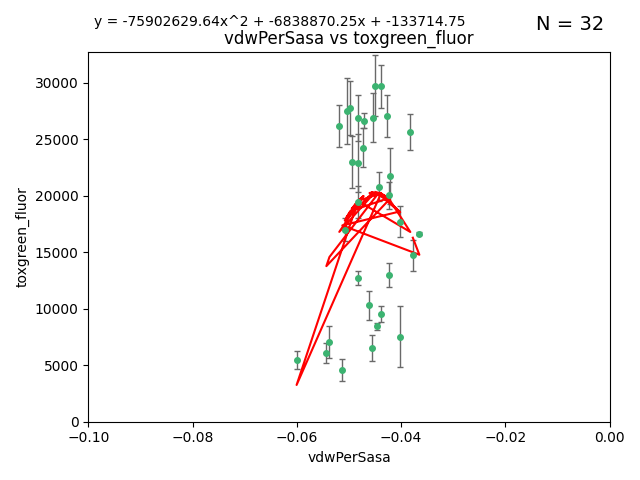 y = -75902629.64x^2 + -6838870.25x + -133714.75
N = 32
vdwPerSasa vs toxgreen_fluor
30000
25000
20000
15000
10000
5000
0
toxgreen_fluor
−0.10
−0.08
−0.06
−0.04
−0.02
0.00
vdwPerSasa